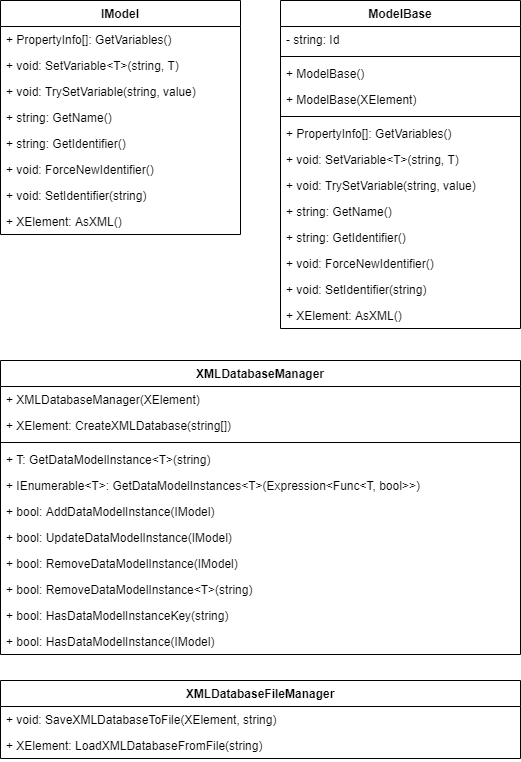 IModel
+ PropertyInfo[]: GetVariables()
+ void: SetVariable<T>(string, T)
+ void: TrySetVariable(string, value)
+ string: GetName()
+ string: GetIdentifier()
+ void: ForceNewIdentifier()
+ void: SetIdentifier(string)
+ XElement: AsXML()
ModelBase
- string: Id
+ ModelBase()
+ ModelBase(XElement)
+ PropertyInfo[]: GetVariables()
+ void: SetVariable<T>(string, T)
+ void: TrySetVariable(string, value)
+ string: GetName()
+ string: GetIdentifier()
+ void: ForceNewIdentifier()
+ void: SetIdentifier(string)
+ XElement: AsXML()
XMLDatabaseManager
+ XMLDatabaseManager(XElement)
+ XElement: CreateXMLDatabase(string[])
+ T: GetDataModelInstance<T>(string)
+ IEnumerable<T>: GetDataModelInstances<T>(Expression<Func<T, bool>>)
+ bool: AddDataModelInstance(IModel)
+ bool: UpdateDataModelInstance(IModel)
+ bool: RemoveDataModelInstance(IModel)
+ bool: RemoveDataModelInstance<T>(string)
+ bool: HasDataModelInstanceKey(string)
+ bool: HasDataModelInstance(IModel)
XMLDatabaseFileManager
+ void: SaveXMLDatabaseToFile(XElement, string)
+ XElement: LoadXMLDatabaseFromFile(string)